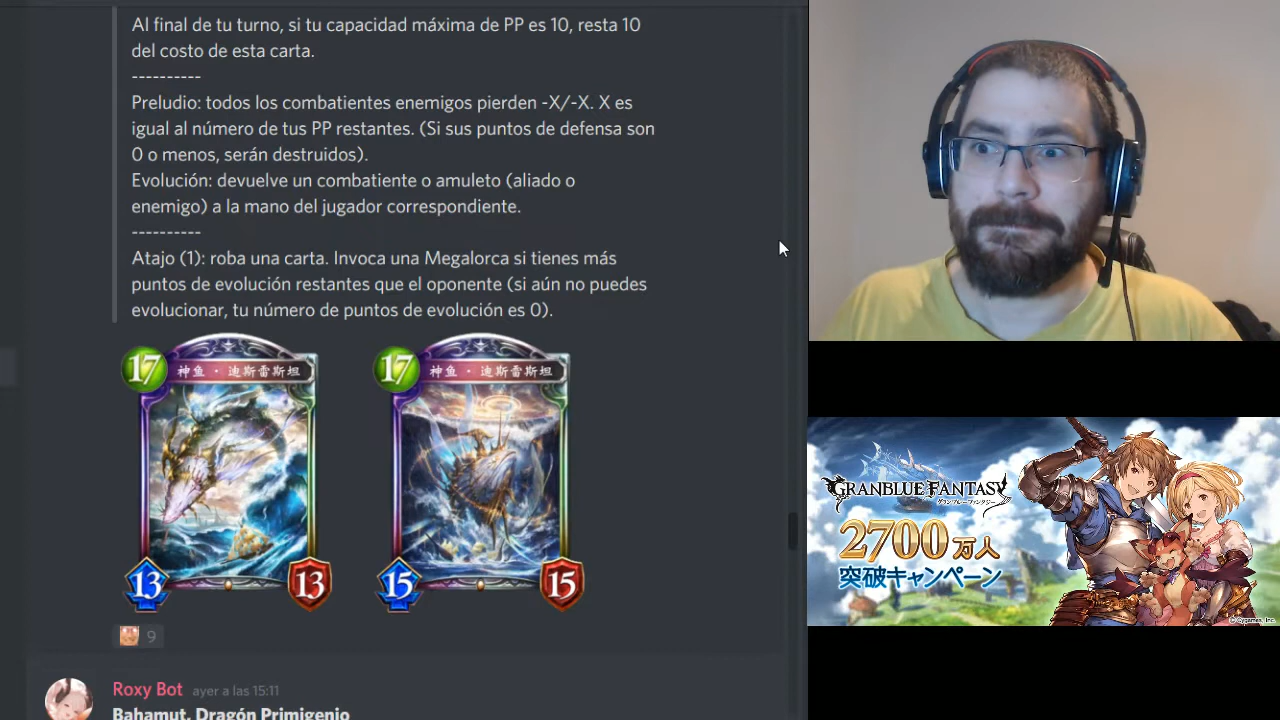 Al final de tu turno, si tu capacidad máxima de PP es 10, resta 10
del costo de esta carta.
----------
Preludio: todos los combatientes enemigos pierden -X/-X. X es
igual al número de tus PP restantes. (Si sus puntos de defensa son
0 o menos, serán destruidos).
Evolución: devuelve un combatiente o amuleto (aliado o
enemigo) a la mano del jugador correspondiente.
----------
Atajo (1): roba una carta. Invoca una Megalorca si tienes más
puntos de evolución restantes que el oponente (si aún no puedes
evolucionar, tu número de puntos de evolución es 0).
17
神鱼・迪斯雷斯坦
13
13
17
神鱼・迪斯雷斯坦
15
15
9
Roxy Bot ayer a las 15:11
Bahamut, Dragón Primigenio
GRANBLUE FANTASY
グランブルーファンタジー
2700万人
突破キャンペーン
© Cygames, Inc.